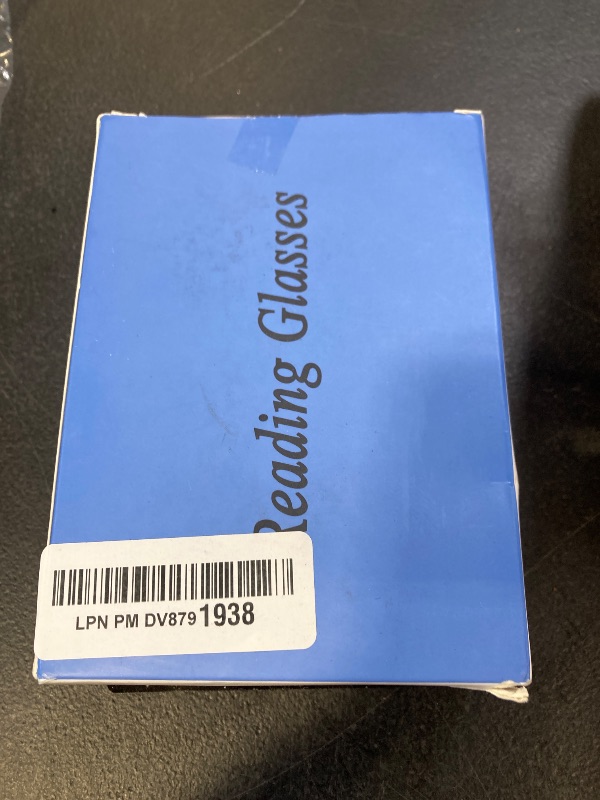 Reading Glasses
LPN PM DV8791938